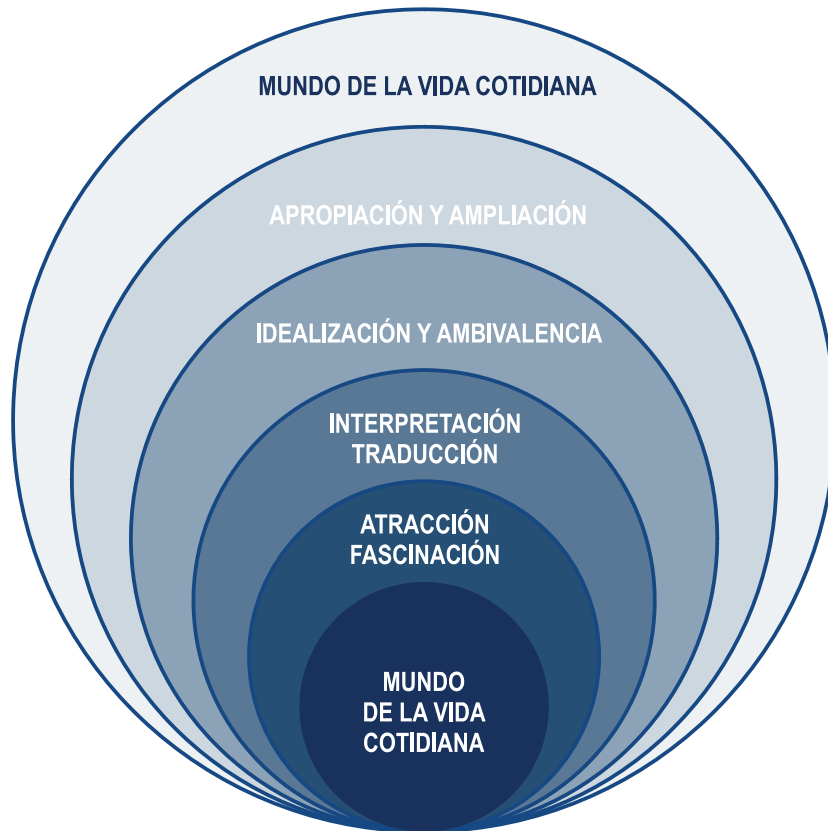 MUNDO DE LA VIDA COTIDIANA
APROPIACIÓN Y AMPLIACIÓN
IDEALIZACIÓN Y AMBIVALENCIA
INTERPRETACIÓN
TRADUCCIÓN
ATRACCIÓN
FASCINACIÓN
MUNDO
DE LA VIDA
COTIDIANA